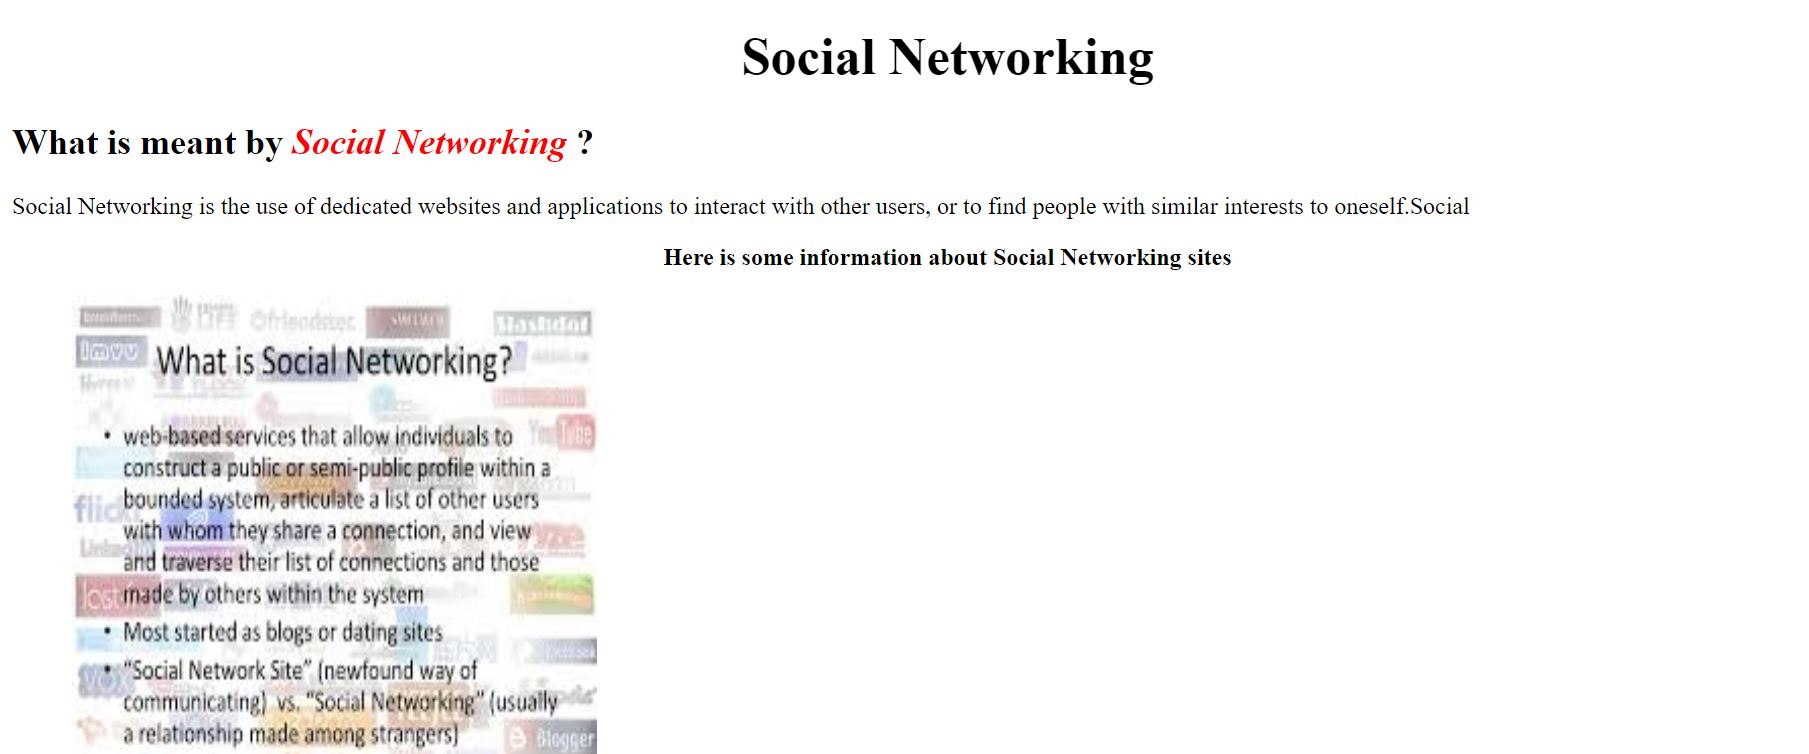 Social Networking
What is meant by Social Networking ?
Social Networking is the use of dedicated websites and applications to interact with other users, or to find people with similar interests to oneself.Social
Here is some information about Social Networking sites
friendster
Slashdot
imvu
What is Social Networking?
YouTube
• web-based services that allow individuals to
construct a public or semi-public profile within a
bounded system, articulate a list of other users
with whom they share a connection, and view
and traverse their list of connections and those
made by others within the system
• Most started as blogs or dating sites
• “Social Network Site” (newfound way of
communicating) vs. “Social Networking” (usually
a relationship made among strangers)
Blogger